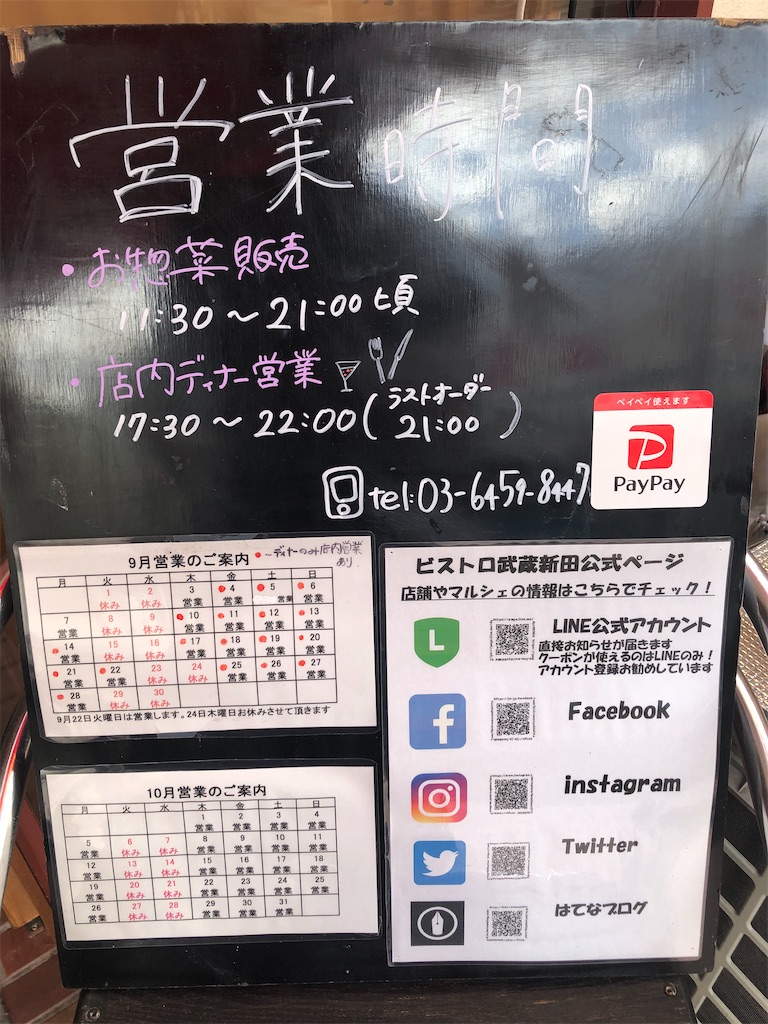 営業時間
・お惣菜販売
11:30～21:00頃
・店内ディナー営業
17:30～22:00(ラストオーダー21:00)
tel:03-6459-8447
ペイペイ使えます
PayPay
9月営業のご案内
●～ディナーのみ店内営業あり
月 火 水 木 金 土 日
1 2 3 4 5 6
休み 休み 営業 営業 営業 営業
7 8 9 10 11 12 13
営業 休み 休み 営業 営業 営業 営業
14 15 16 17 18 19 20
営業 休み 休み 営業 営業 営業 営業
21 22 23 24 25 26 27
営業 営業 休み 休み 営業 営業 営業
28 29 30
営業 休み 休み
9月22日火曜日は営業します。24日木曜日お休みさせて頂きます
10月営業のご案内
月 火 水 木 金 土 日
1 2 3 4
営業 営業 営業 営業
5 6 7 8 9 10 11
営業 休み 休み 営業 営業 営業 営業
12 13 14 15 16 17 18
営業 休み 休み 営業 営業 営業 営業
19 20 21 22 23 24 25
営業 休み 休み 営業 営業 営業 営業
26 27 28 29 30 31
営業 休み 休み 営業 営業 営業
ビストロ武蔵新田公式ページ
店舗やマルシェの情報はこちらでチェック！
L
LINE公式アカウント
直接お知らせが届きます
クーポンが使えるのはLINEのみ！
アカウント登録お勧めしています
Facebook
instagram
Twitter
はてなブログ